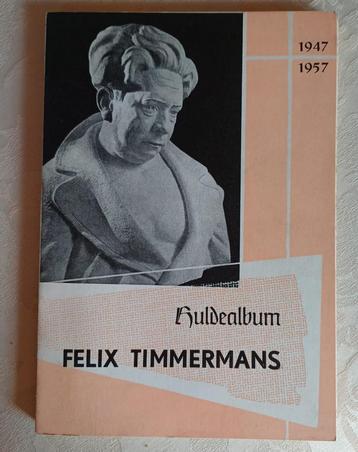 1947
1957
Huldealbum
FELIX TIMMERMANS